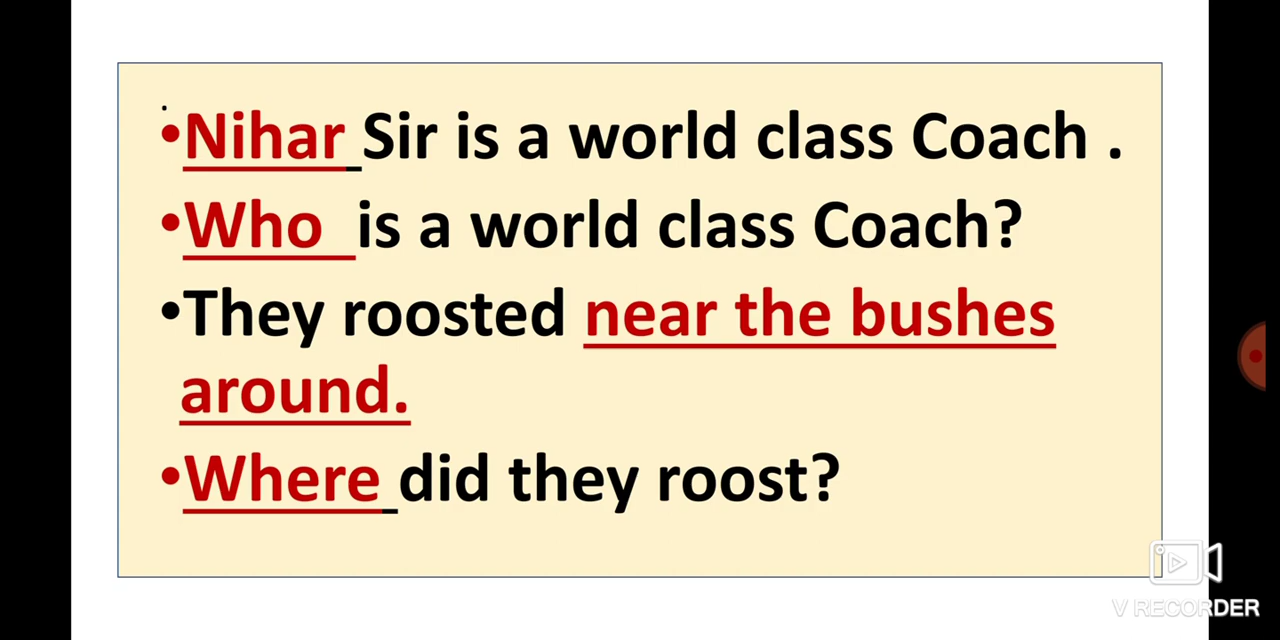 •Nihar Sir is a world class Coach .
•Who is a world class Coach?
•They roosted near the bushes
around.
•Where did they roost?
V RECORDER